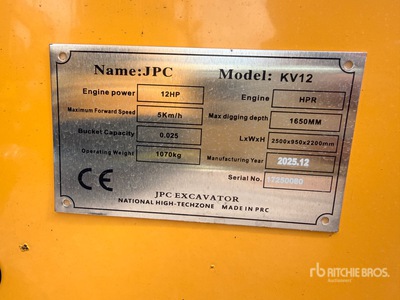 Name:JPC Model: KV12
Engine power 12HP Engine HPR
Maximum Forward Speed 5Km/h Max digging depth 1650MM
Bucket Capacity 0.025 LxWxH 2500x950x2200mm
Operating Weight 1070kg Manufacturing Year 2025.12
Serial No.
CE
JPC EXCAVATOR
NATIONAL HIGH-TECHZONE MADE IN PRC
rb RITCHIE BROS.